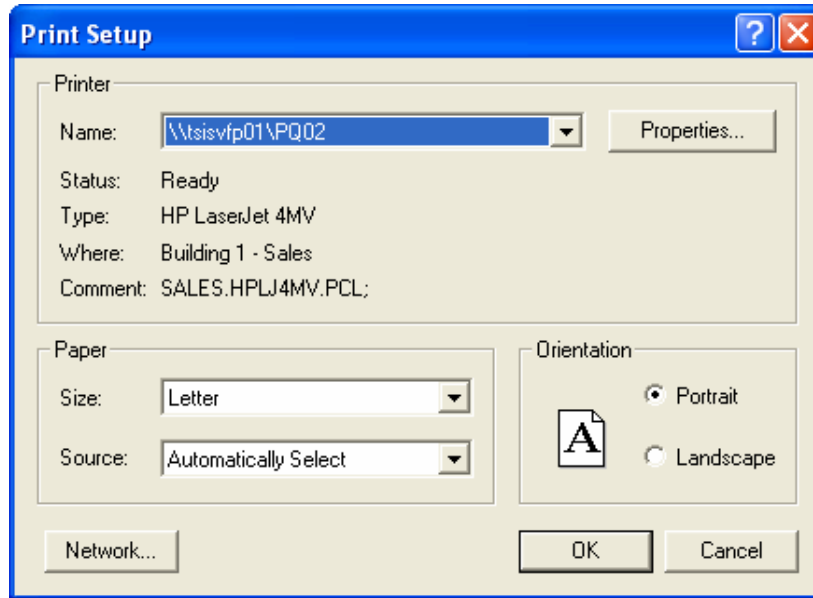 Print Setup
Printer
Name: \\tsisvfp01\PQ02 Properties...
Status: Ready
Type: HP LaserJet 4MV
Where: Building 1 - Sales
Comment: SALES.HPLJ4MV.PCL;
Paper
Size: Letter
Source: Automatically Select
Orientation
A
Portrait
Landscape
Network... OK Cancel